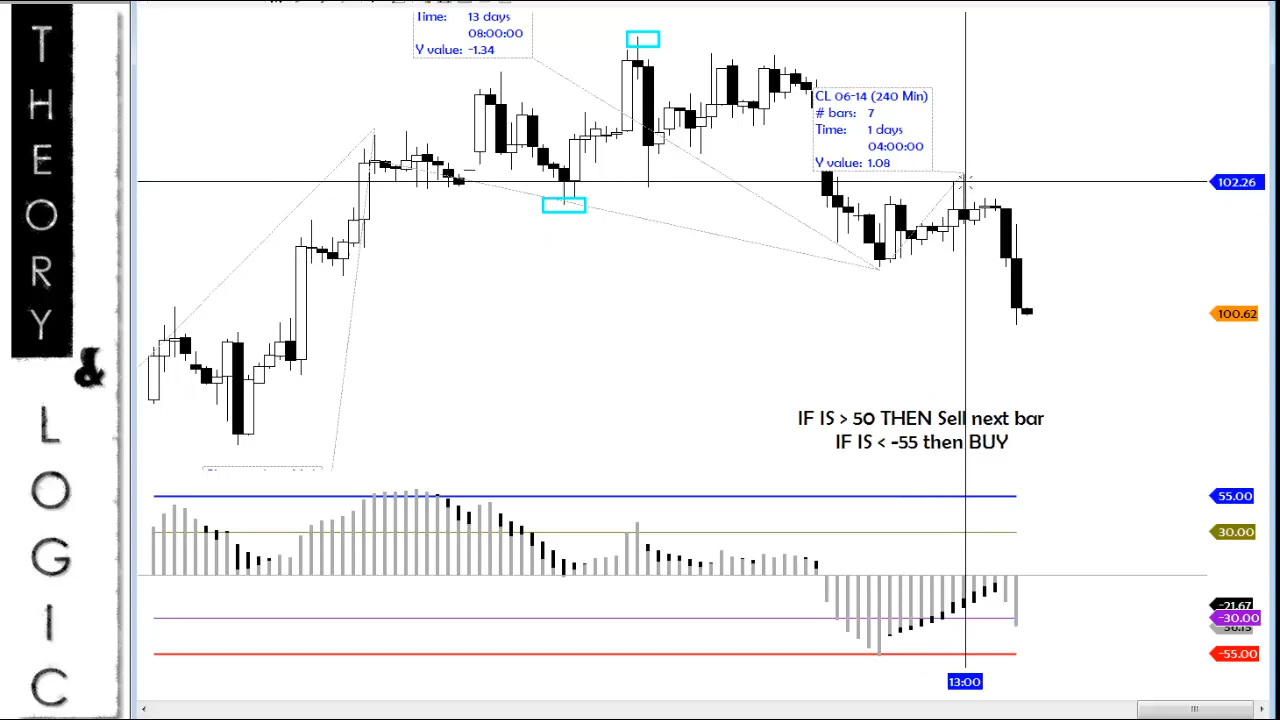 THEORY
&
LOGIC
Time: 13 days
08:00:00
Y value: -1.34
CL 06-14 (240 Min)
# bars: 7
Time: 1 days
04:00:00
Y value: 1.08
102.26
100.62
IF IS > 50 THEN Sell next bar
IF IS < -55 then BUY
55.00
30.00
-21.67
-30.00
-55.00
13:00